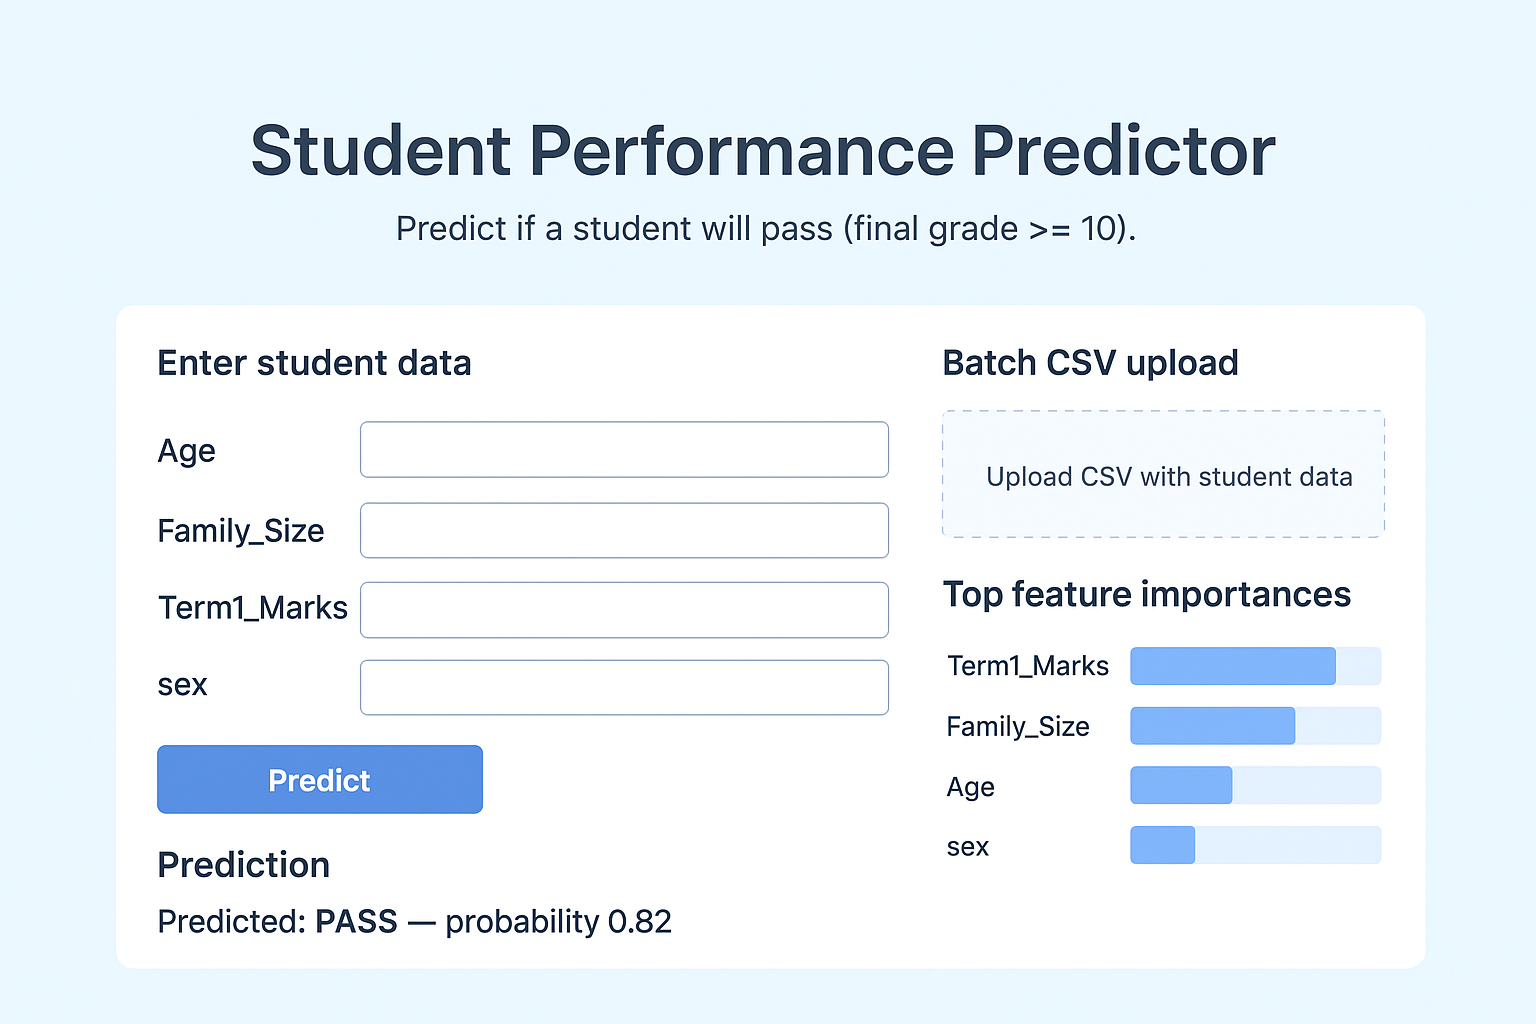 Student Performance Predictor
Predict if a student will pass (final grade >= 10).
Enter student data
Age
Family_Size
Term1_Marks
sex
Predict
Prediction
Predicted: PASS — probability 0.82
Batch CSV upload
Upload CSV with student data
Top feature importances
Term1_Marks
Family_Size
Age
sex